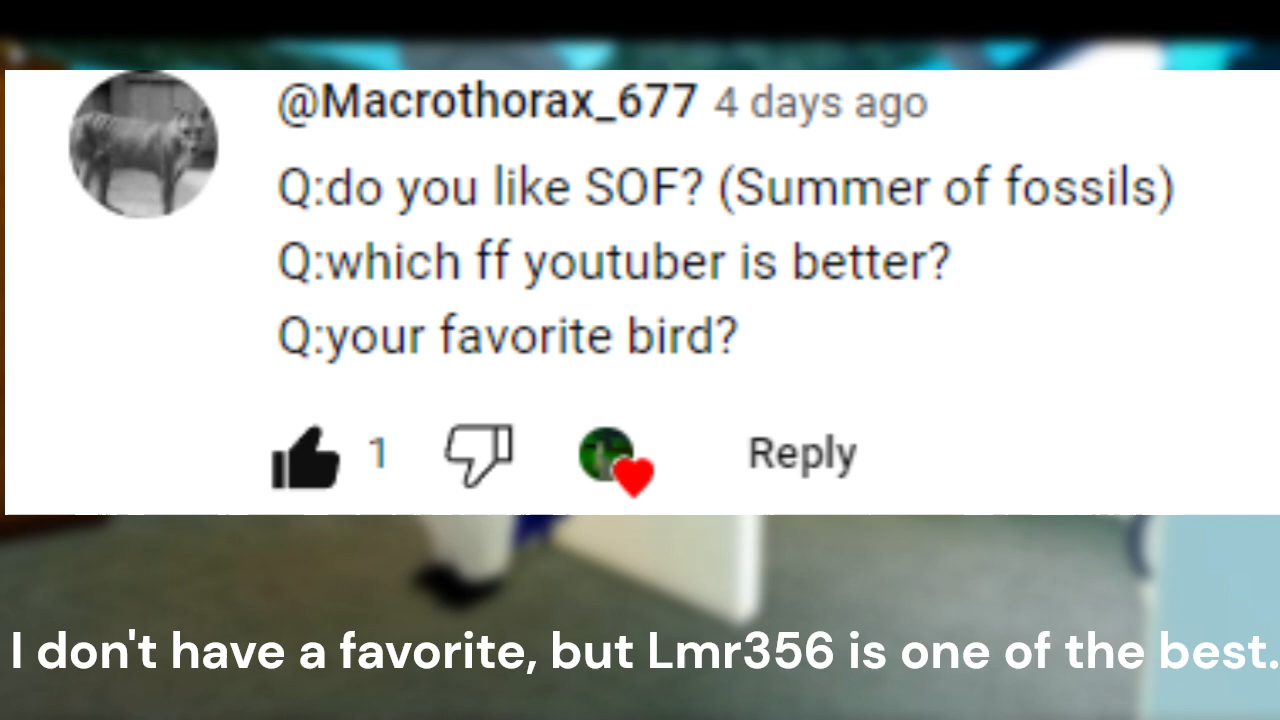 @Macrothorax_677 4 days ago
Q:do you like SOF? (Summer of fossils)
Q:which ff youtuber is better?
Q:your favorite bird?
1 Reply
I don't have a favorite, but Lmr356 is one of the best.